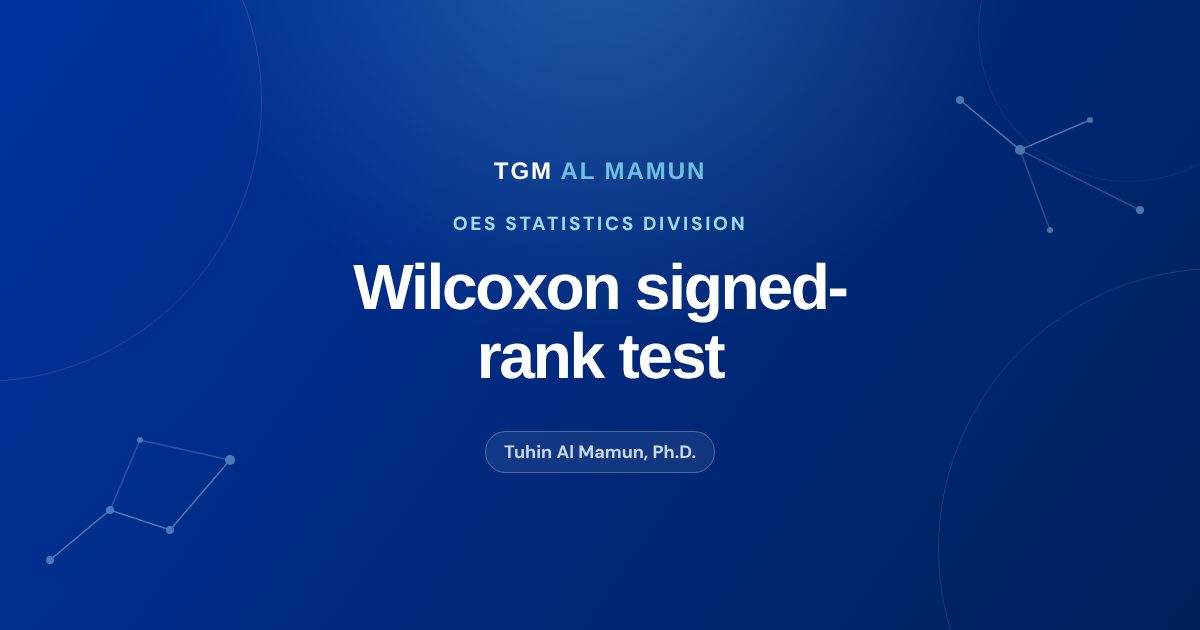 TGM AL MAMUN
OES STATISTICS DIVISION
Wilcoxon signed-
rank test
Tuhin Al Mamun, Ph.D.